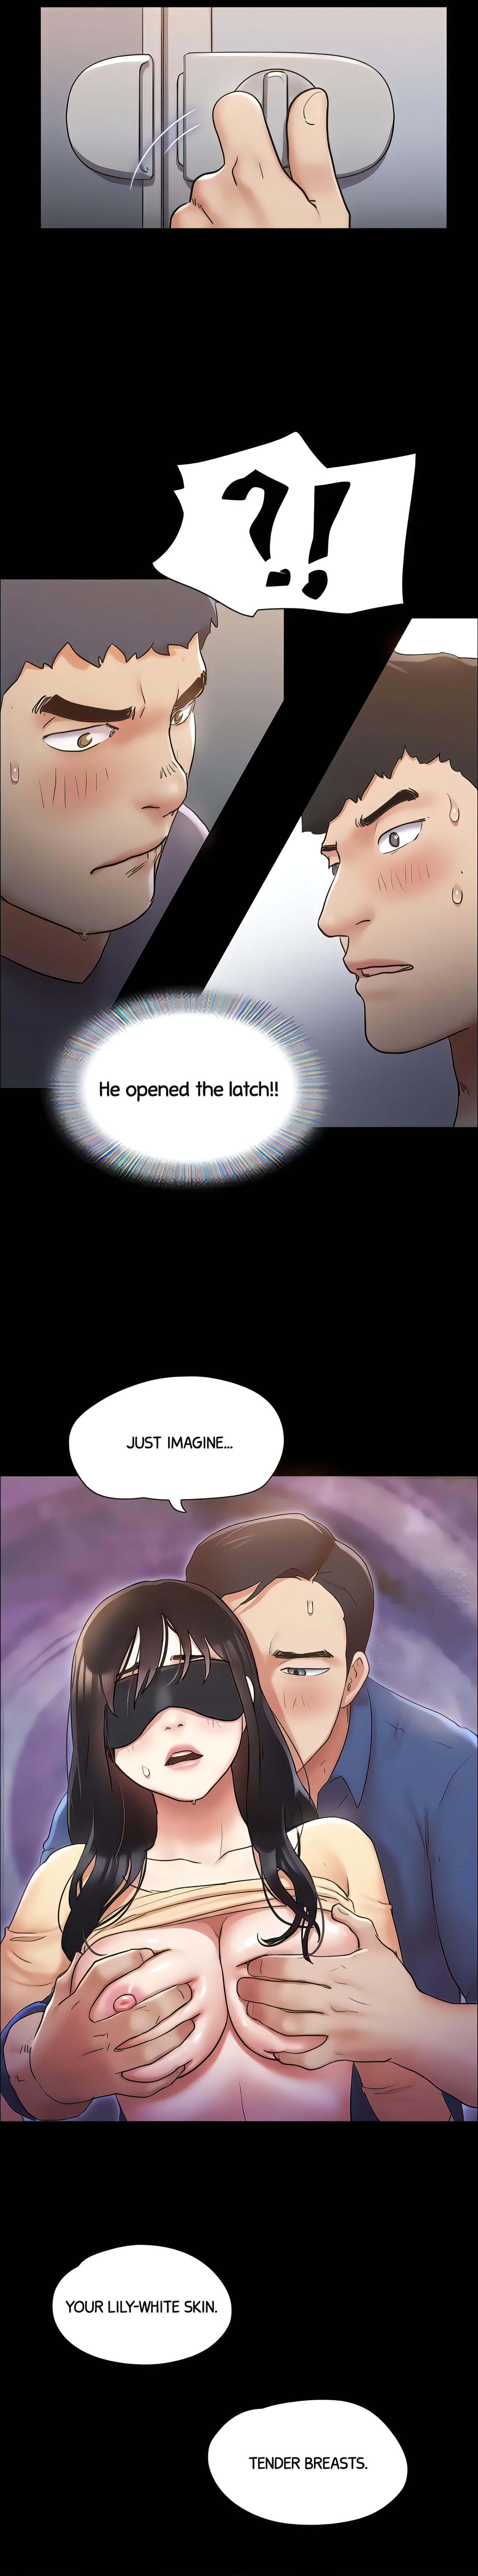 ?!
He opened the latch!!
JUST IMAGINE...
YOUR LILY-WHITE SKIN.
TENDER BREASTS.